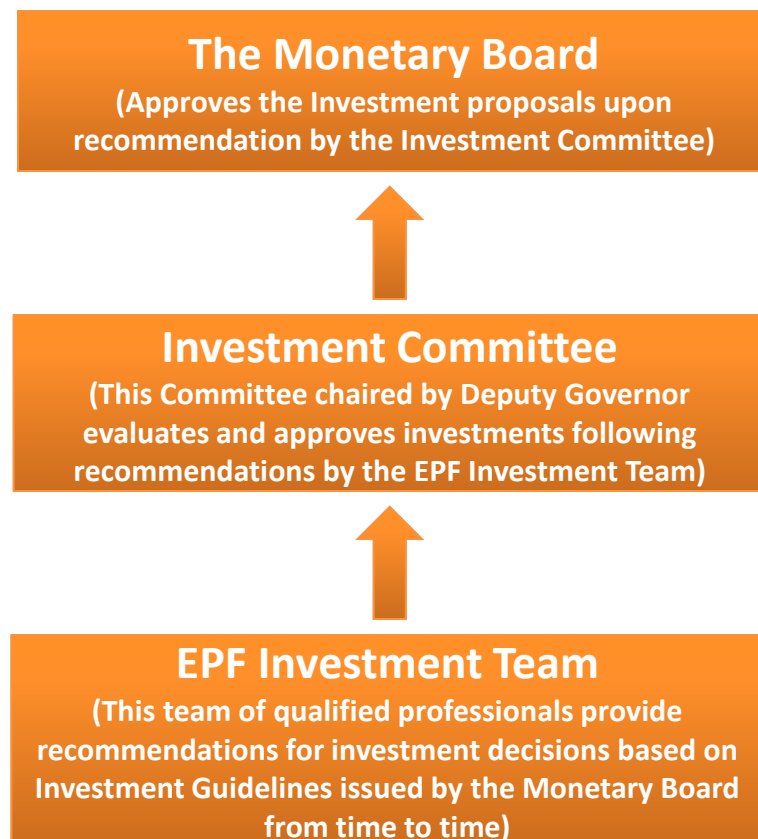 The Monetary Board
(Approves the Investment proposals upon
recommendation by the Investment Committee)
Investment Committee
(This Committee chaired by Deputy Governor
evaluates and approves investments following
recommendations by the EPF Investment Team)
EPF Investment Team
(This team of qualified professionals provide
recommendations for investment decisions based on
Investment Guidelines issued by the Monetary Board
from time to time)